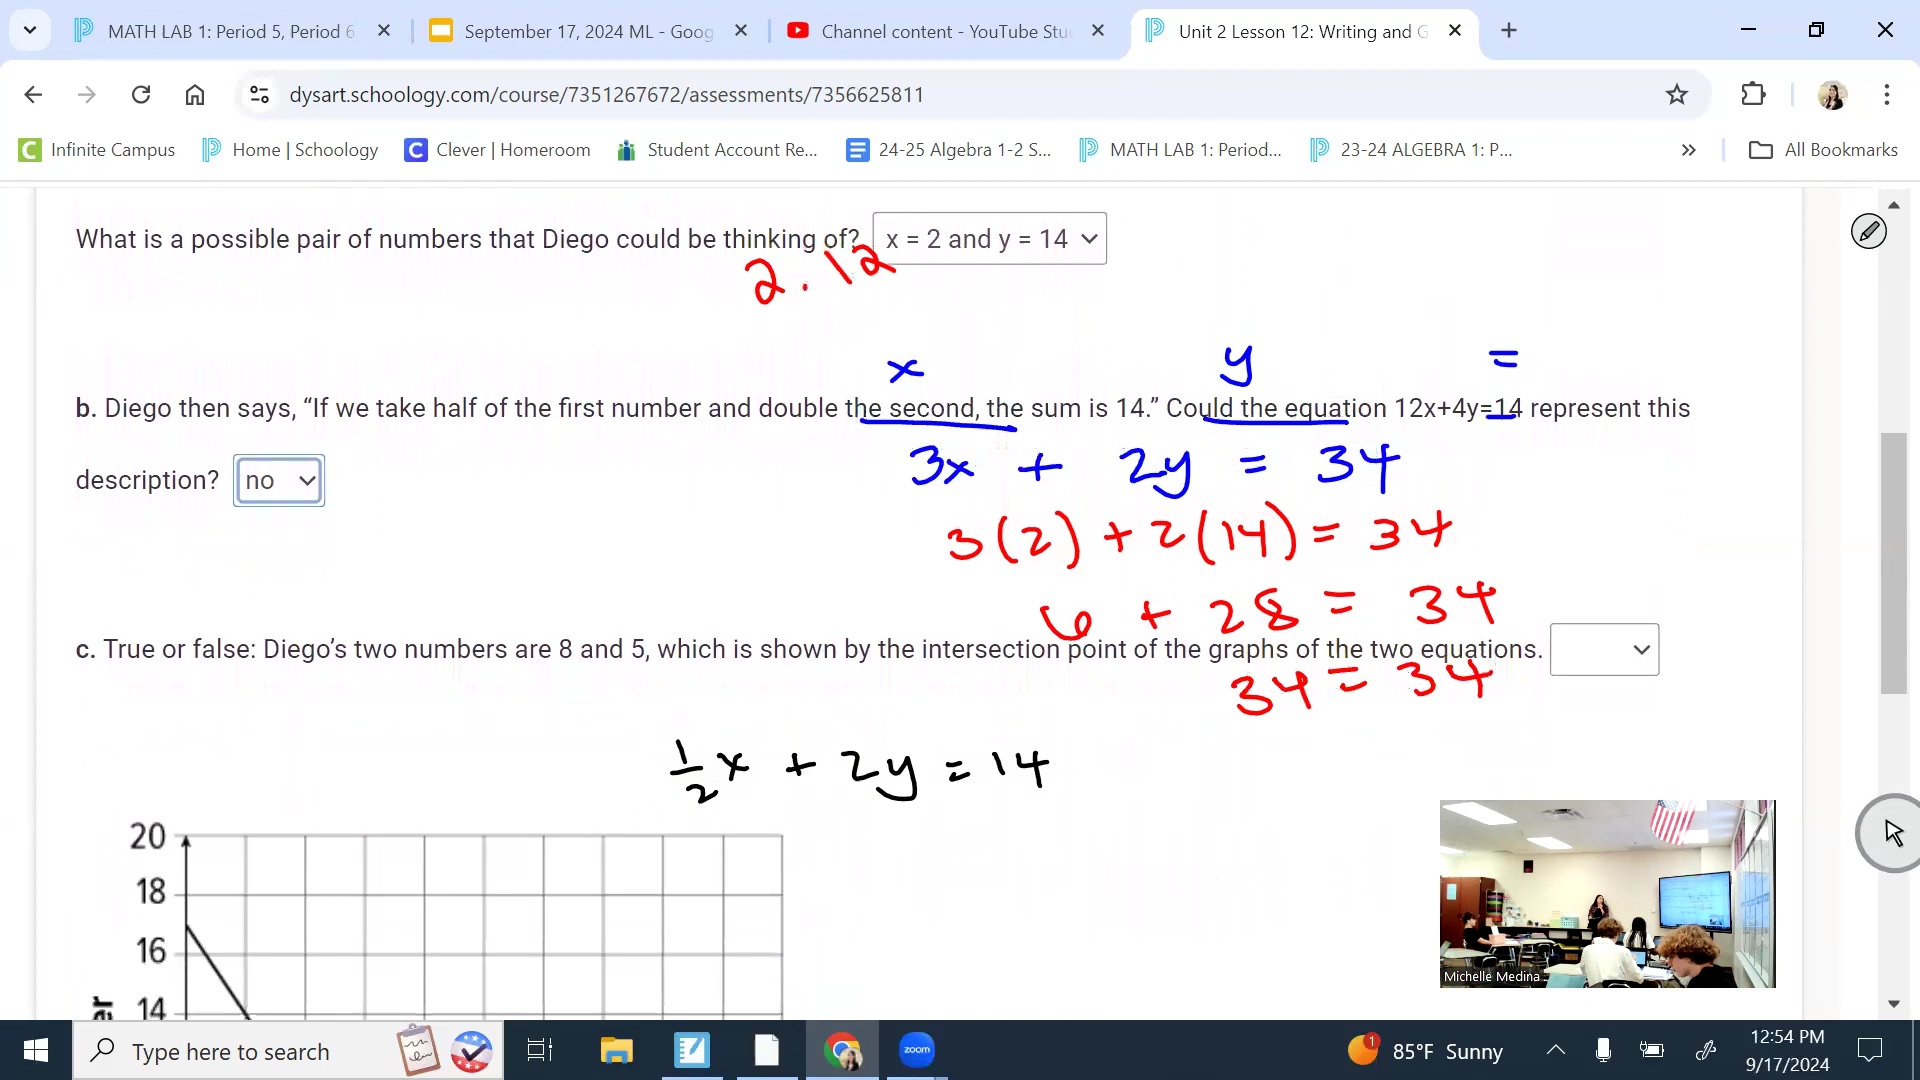 MATH LAB 1: Period 5, Period 6
September 17, 2024 ML - Goog
Channel content - YouTube Stu
Unit 2 Lesson 12: Writing and G
dysart.schoology.com/course/7351267672/assessments/7356625811
Infinite Campus
Home | Schoology
Clever | Homeroom
Student Account Re...
24-25 Algebra 1-2 S...
MATH LAB 1: Period...
23-24 ALGEBRA 1: P...
All Bookmarks
What is a possible pair of numbers that Diego could be thinking of? x = 2 and y = 14
2.12
x y =
b. Diego then says, “If we take half of the first number and double the second, the sum is 14.” Could the equation 12x+4y=14 represent this
3x + 2y = 34
description? no
3(2) + 2(14) = 34
6 + 28 = 34
c. True or false: Diego’s two numbers are 8 and 5, which is shown by the intersection point of the graphs of the two equations.
34 = 34
1/2x + 2y = 14
20
18
16
14
er
Michelle Medina
Type here to search
zoom
1
85°F Sunny
12:54 PM
9/17/2024